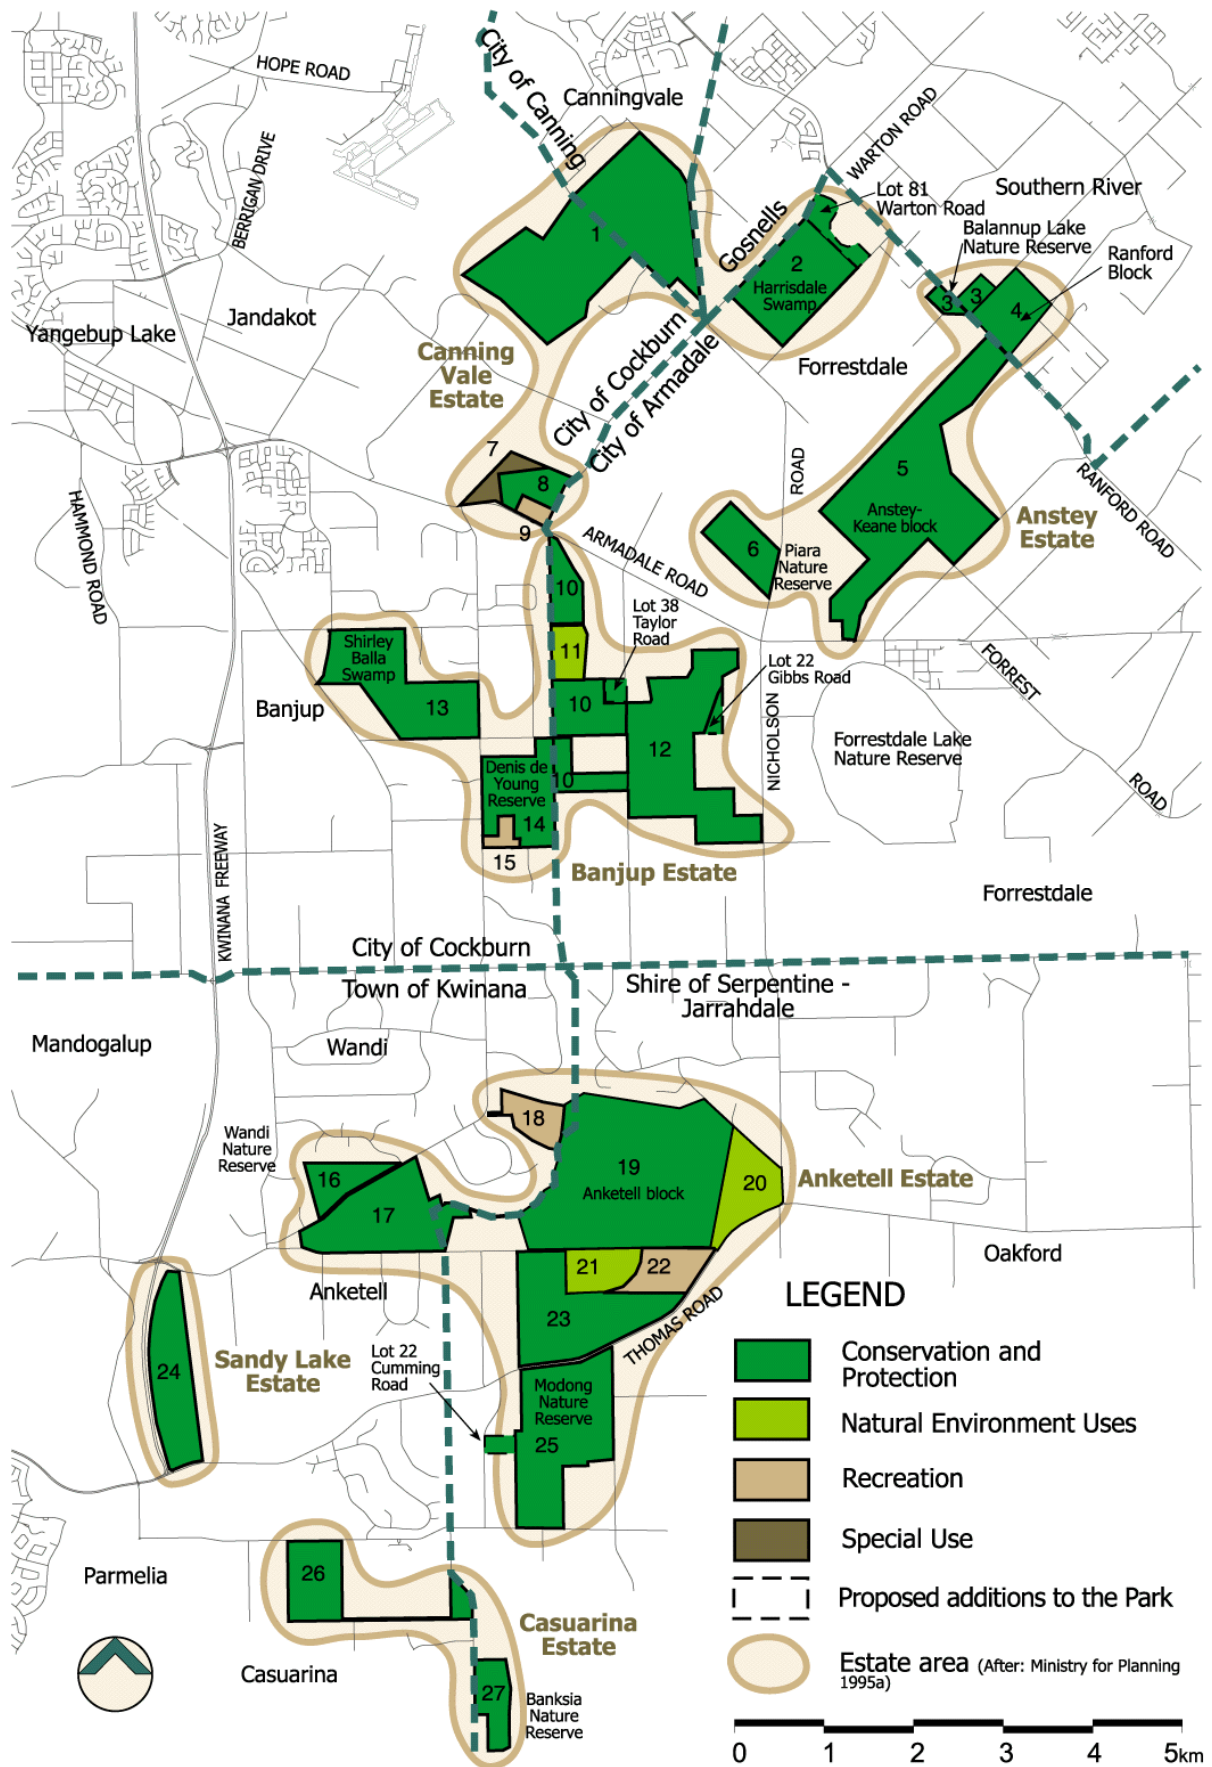 City of Canning
HOPE ROAD
Canningvale
WARTON ROAD
BERRIGAN DRIVE
Lot 81
Warton Road
Southern River
Balannup Lake
Nature Reserve
Ranford
Block
Gosnells
1
2
Harrisdale
Swamp
3
3
4
Jandakot
Yangebup Lake
Canning
Vale
Estate
City of Cockburn
City of Armadale
Forrestdale
7
8
9
ROAD
5
Anstey-
Keane block
Anstey
Estate
RANFORD ROAD
HAMMOND ROAD
ARMADALE ROAD
6
Piara
Nature
Reserve
10
Lot 38
Taylor
Road
11
Shirley
Balla
Swamp
Lot 22
Gibbs Road
FORREST
10
13
Banjup
12
NICHOLSON
Forrestdale Lake
Nature Reserve
Denis de
Young
Reserve
10
14
ROAD
15
KWINANA FREEWAY
Banjup Estate
Forrestdale
City of Cockburn
Town of Kwinana
Shire of Serpentine -
Jarrahdale
Mandogalup
Wandi
18
Wandi
Nature
Reserve
16
17
19
Anketell block
20
Anketell Estate
Oakford
21
22
Anketell
23
THOMAS ROAD
LEGEND
Sandy Lake
Estate
24
Lot 22
Cumming
Road
Modong
Nature
Reserve
25
Conservation and
Protection
Natural Environment Uses
Recreation
Special Use
Proposed additions to the Park
Estate area (After: Ministry for Planning
1995a)
Parmelia
26
Casuarina
Estate
Casuarina
27
Banksia
Nature
Reserve
0 1 2 3 4 5km